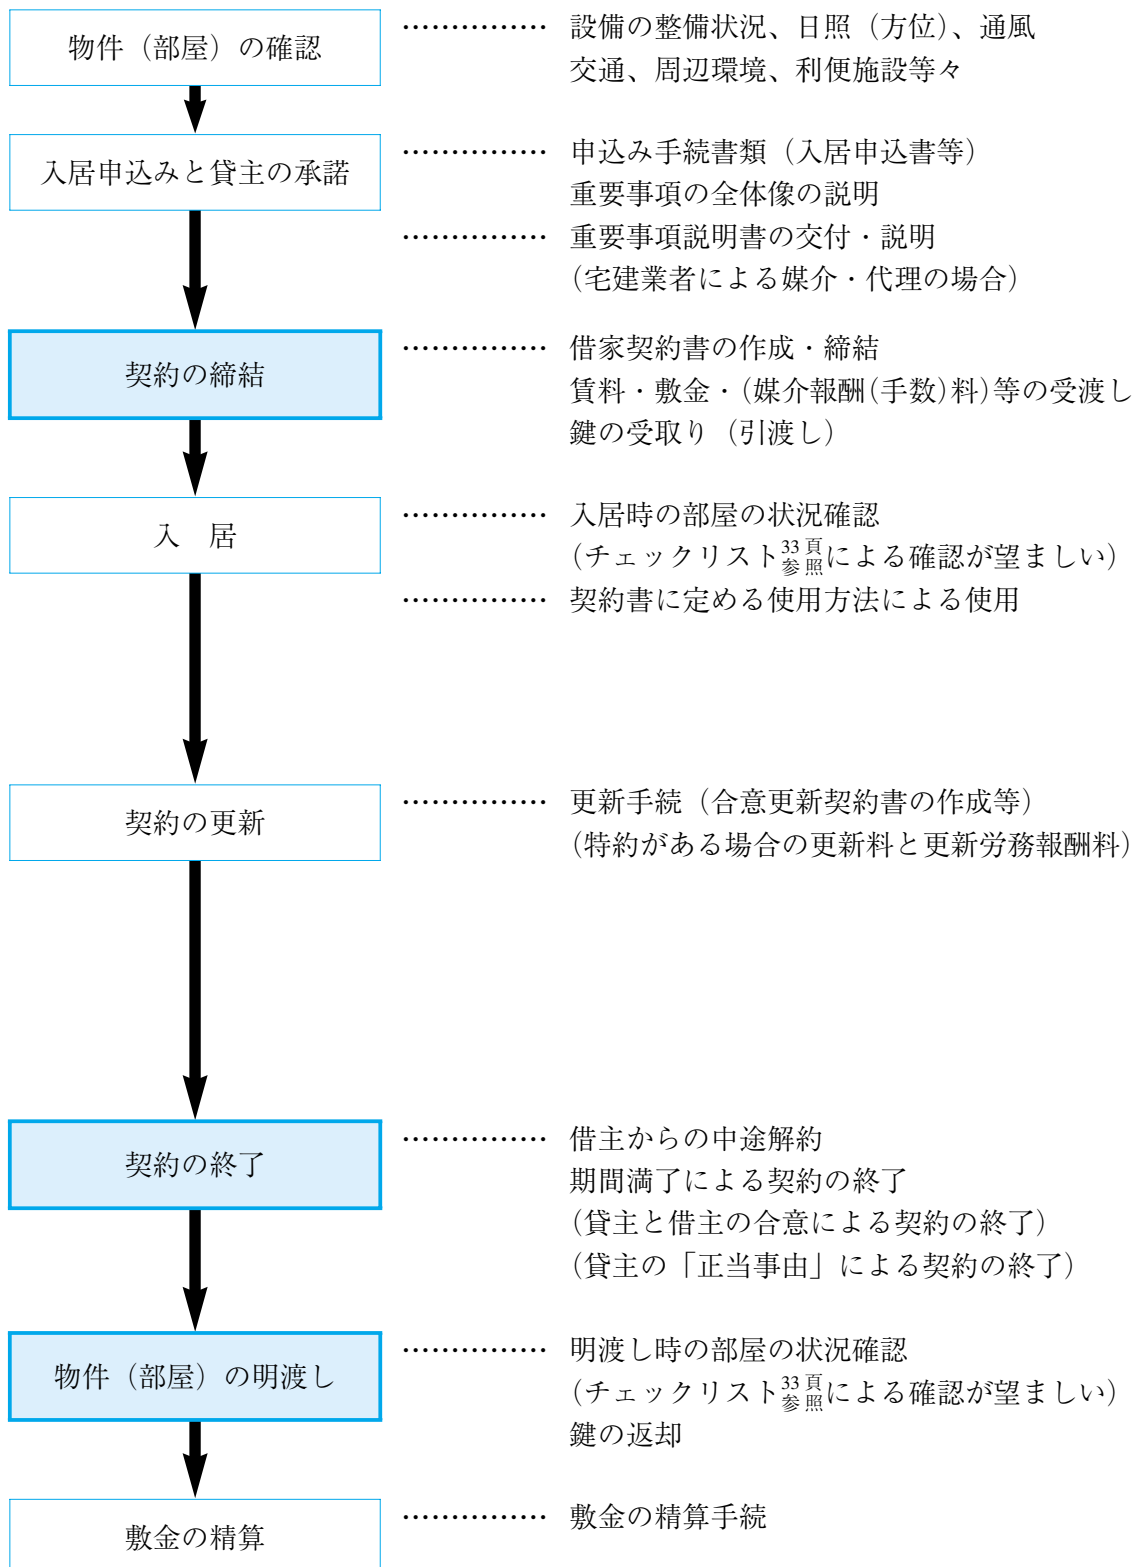 物件（部屋）の確認
…………… 設備の整備状況、日照（方位）、通風
交通、周辺環境、利便施設等々
入居申込みと貸主の承諾
…………… 申込み手続書類（入居申込書等）
重要事項の全体像の説明
…………… 重要事項説明書の交付・説明
（宅建業者による媒介・代理の場合）
契約の締結
…………… 借家契約書の作成・締結
賃料・敷金・（媒介報酬（手数）料）等の受渡し
鍵の受取り（引渡し）
入　居
…………… 入居時の部屋の状況確認
（チェックリスト33頁参照による確認が望ましい）
…………… 契約書に定める使用方法による使用
契約の更新
…………… 更新手続（合意更新契約書の作成等）
（特約がある場合の更新料と更新労務報酬料）
契約の終了
…………… 借主からの中途解約
期間満了による契約の終了
（貸主と借主の合意による契約の終了）
（貸主の「正当事由」による契約の終了）
物件（部屋）の明渡し
…………… 明渡し時の部屋の状況確認
（チェックリスト33頁参照による確認が望ましい）
鍵の返却
敷金の精算
…………… 敷金の精算手続